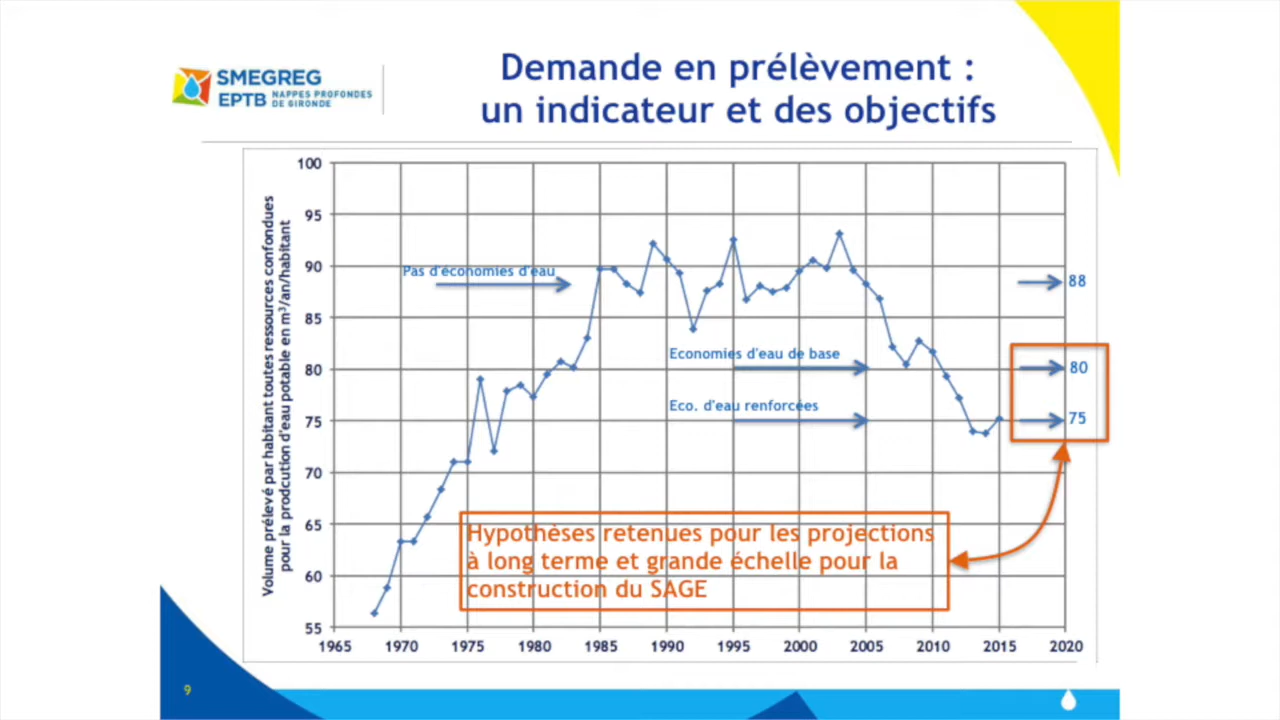 SMEGREG
EPTB NAPPES PROFONDES
DE GIRONDE
Demande en prélèvement :
un indicateur et des objectifs
Volume prélevé par habitant toutes ressources confondues
pour la prodcution d'eau potable en m³/an/habitant
100
95
90
85
80
75
70
65
60
55
1965
1970
1975
1980
1985
1990
1995
2000
2005
2010
2015
2020
Pas d'économies d'eau
88
Economies d'eau de base
80
Eco. d'eau renforcées
75
Hypothèses retenues pour les projections
à long terme et grande échelle pour la
construction du SAGE
9